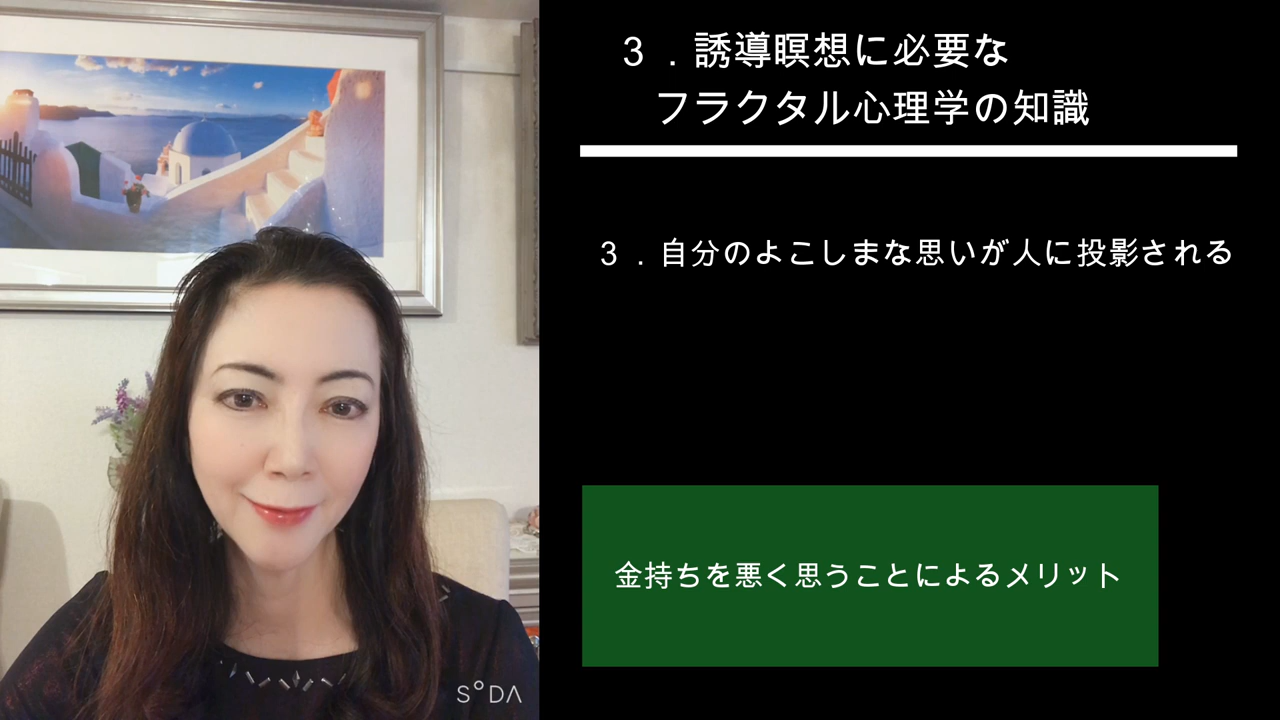 ３．誘導瞑想に必要な
フラクタル心理学の知識
３．自分のよこしまな思いが人に投影される
金持ちを悪く思うことによるメリット
SODA